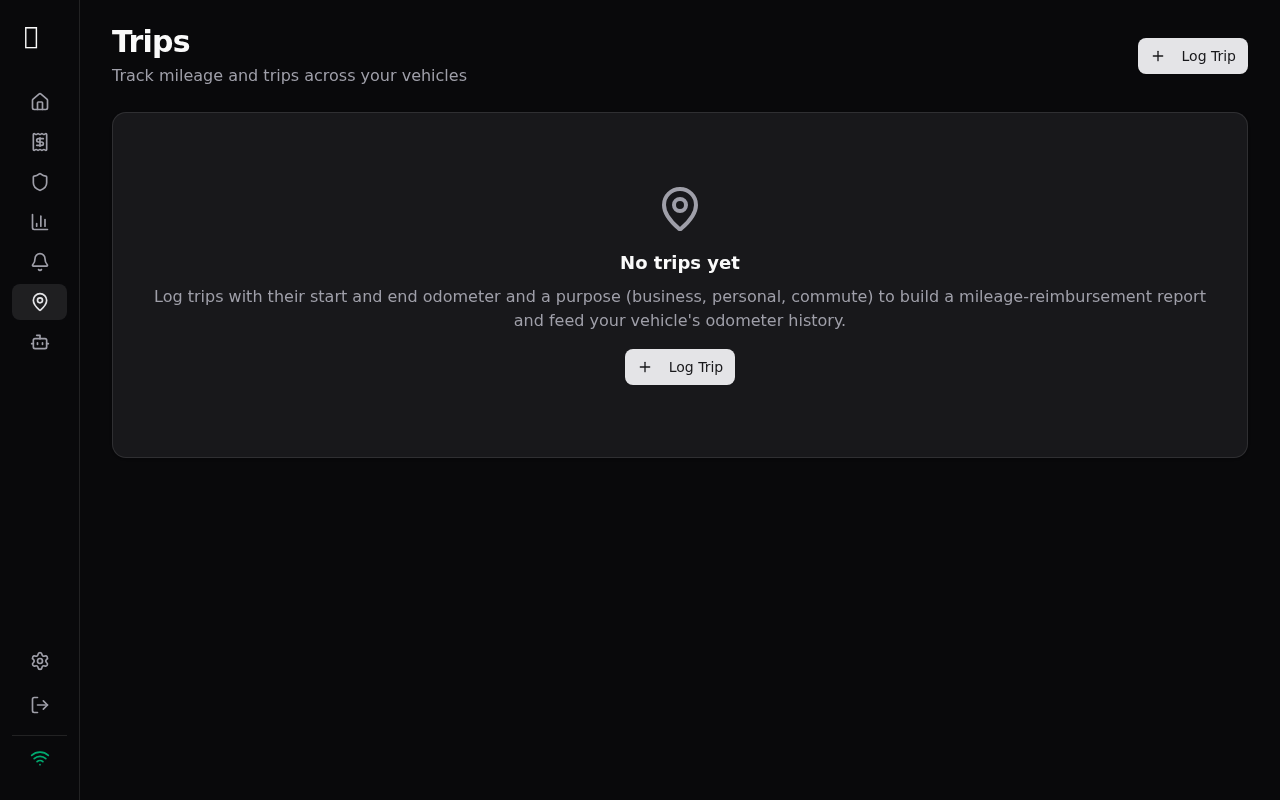 Trips
Track mileage and trips across your vehicles
Log Trip
No trips yet
Log trips with their start and end odometer and a purpose (business, personal, commute) to build a mileage-reimbursement report
and feed your vehicle's odometer history.
Log Trip